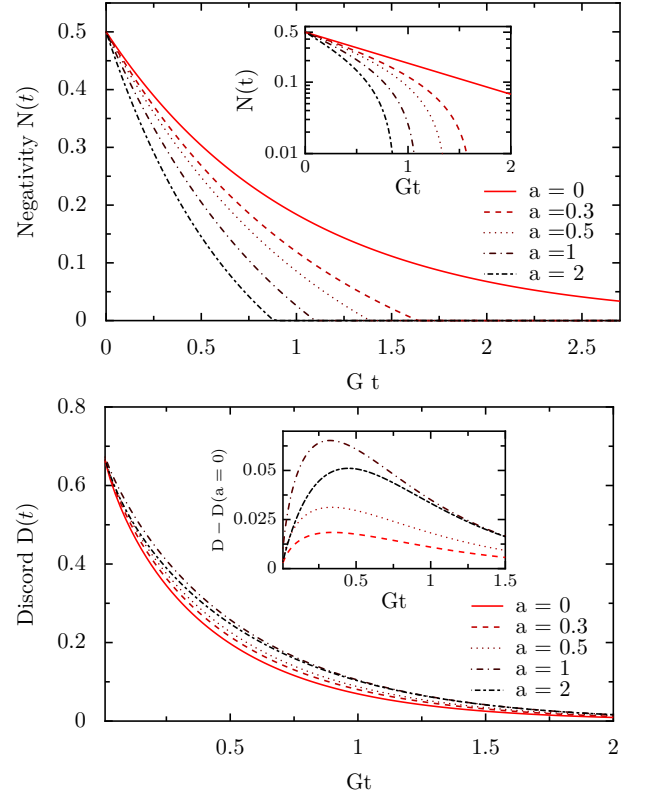 Negativity N(t)
0.5
0.4
0.3
0.2
0.1
0
0
0.5
1
1.5
2
2.5
G t
N(t)
0.5
0.1
0.01
0
1
2
Gt
a = 0
a =0.3
a =0.5
a =1
a = 2
Discord D(t)
0.8
0.6
0.4
0.2
0
0.5
1
1.5
2
Gt
D − D(a = 0)
0.05
0.025
0
0.5
1
1.5
Gt
a = 0
a = 0.3
a = 0.5
a = 1
a = 2